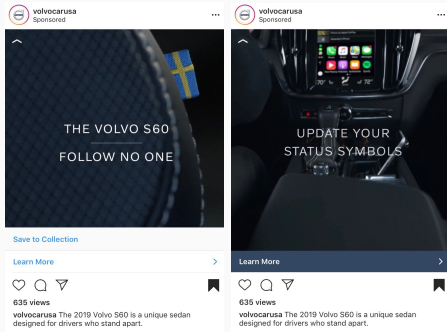 volvocarusa
Sponsored
THE VOLVO S60
FOLLOW NO ONE
Save to Collection
Learn More
635 views
volvocarusa The 2019 Volvo S60 is a unique sedan
designed for drivers who stand apart.
volvocarusa
Sponsored
70°
72°
UPDATE YOUR
STATUS SYMBOLS
Learn More
635 views
volvocarusa The 2019 Volvo S60 is a unique sedan
designed for drivers who stand apart.